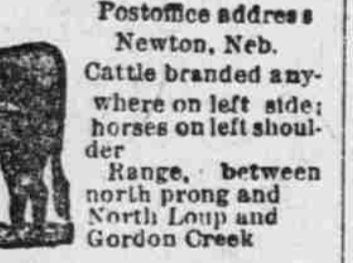 Postoffice address
Newton, Neb.
Cattle branded any-
where on left side;
horses on left shoul-
der
Range, between
north prong and
North Loup and
Gordon Creek